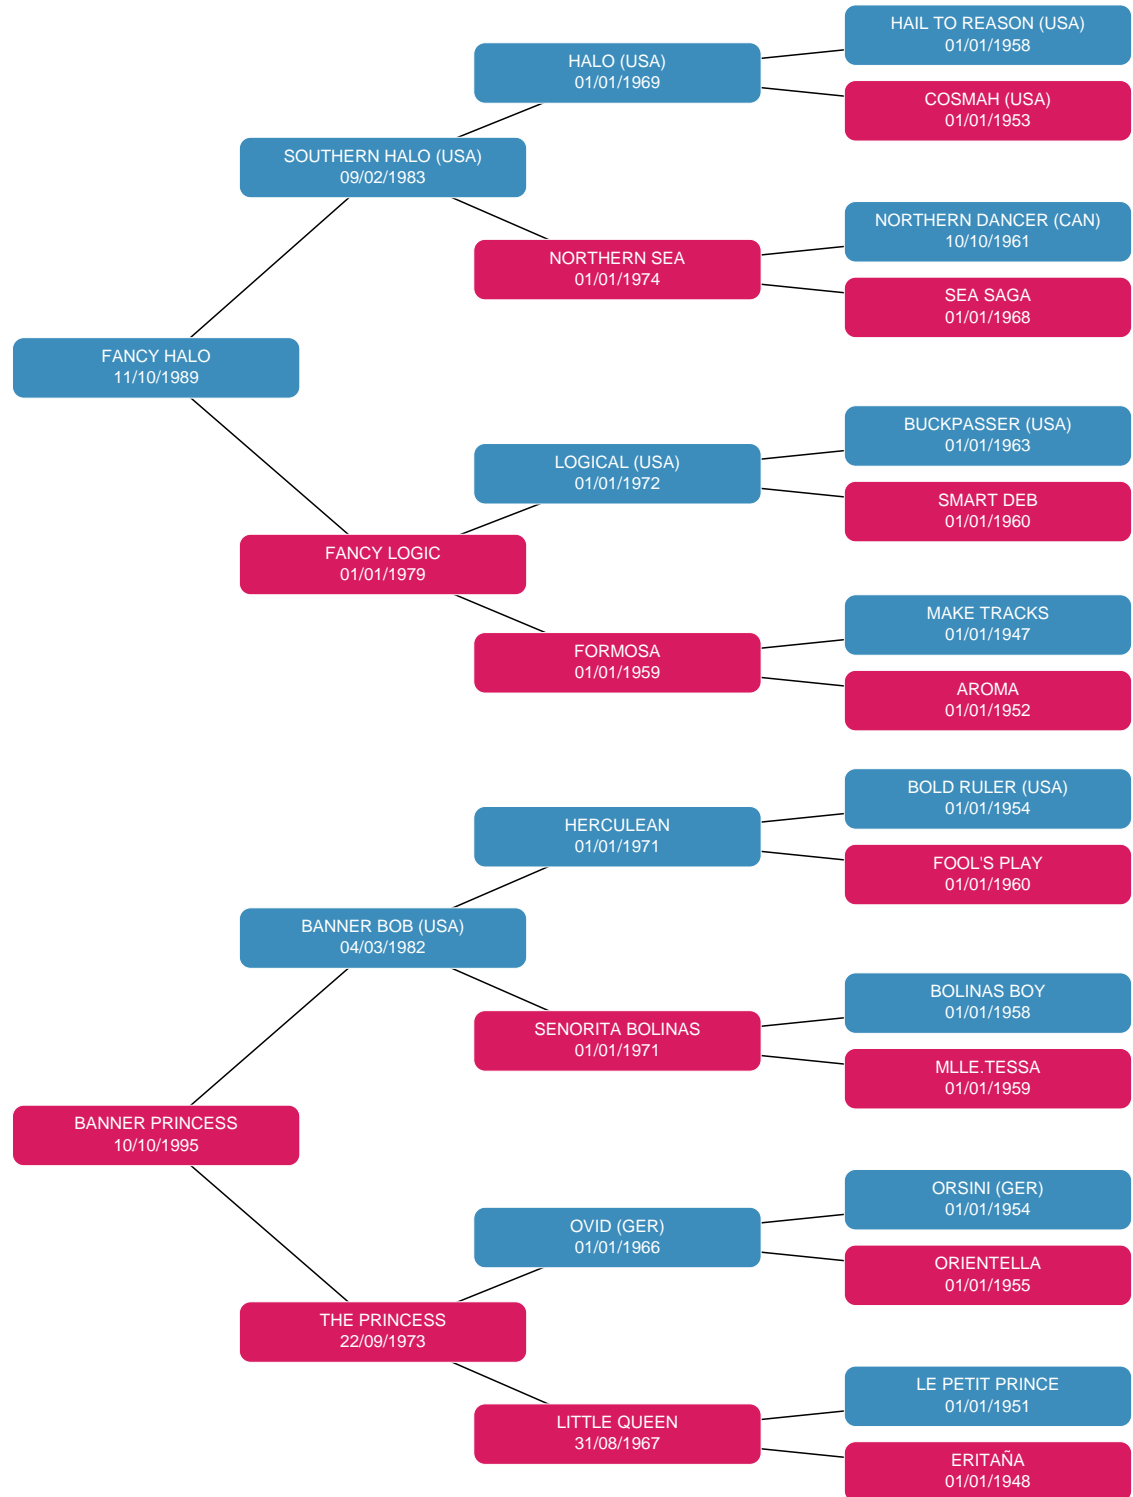 HAIL TO REASON (USA)
01/01/1958
HALO (USA)
01/01/1969
COSMAH (USA)
01/01/1953
SOUTHERN HALO (USA)
09/02/1983
NORTHERN DANCER (CAN)
10/10/1961
NORTHERN SEA
01/01/1974
SEA SAGA
01/01/1968
FANCY HALO
11/10/1989
BUCKPASSER (USA)
01/01/1963
LOGICAL (USA)
01/01/1972
SMART DEB
01/01/1960
FANCY LOGIC
01/01/1979
MAKE TRACKS
01/01/1947
FORMOSA
01/01/1959
AROMA
01/01/1952
BOLD RULER (USA)
01/01/1954
HERCULEAN
01/01/1971
FOOL'S PLAY
01/01/1960
BANNER BOB (USA)
04/03/1982
BOLINAS BOY
01/01/1958
SENORITA BOLINAS
01/01/1971
MLLE.TESSA
01/01/1959
BANNER PRINCESS
10/10/1995
ORSINI (GER)
01/01/1954
OVID (GER)
01/01/1966
ORIENTELLA
01/01/1955
THE PRINCESS
22/09/1973
LE PETIT PRINCE
01/01/1951
LITTLE QUEEN
31/08/1967
ERITAÑA
01/01/1948